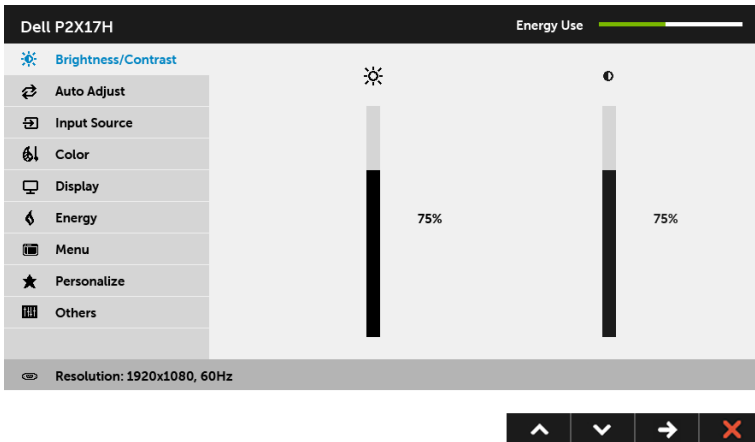 Dell P2X17H
Energy Use
Brightness/Contrast
Auto Adjust
Input Source
Color
Display
Energy
Menu
Personalize
Others
75%
75%
Resolution: 1920x1080, 60Hz